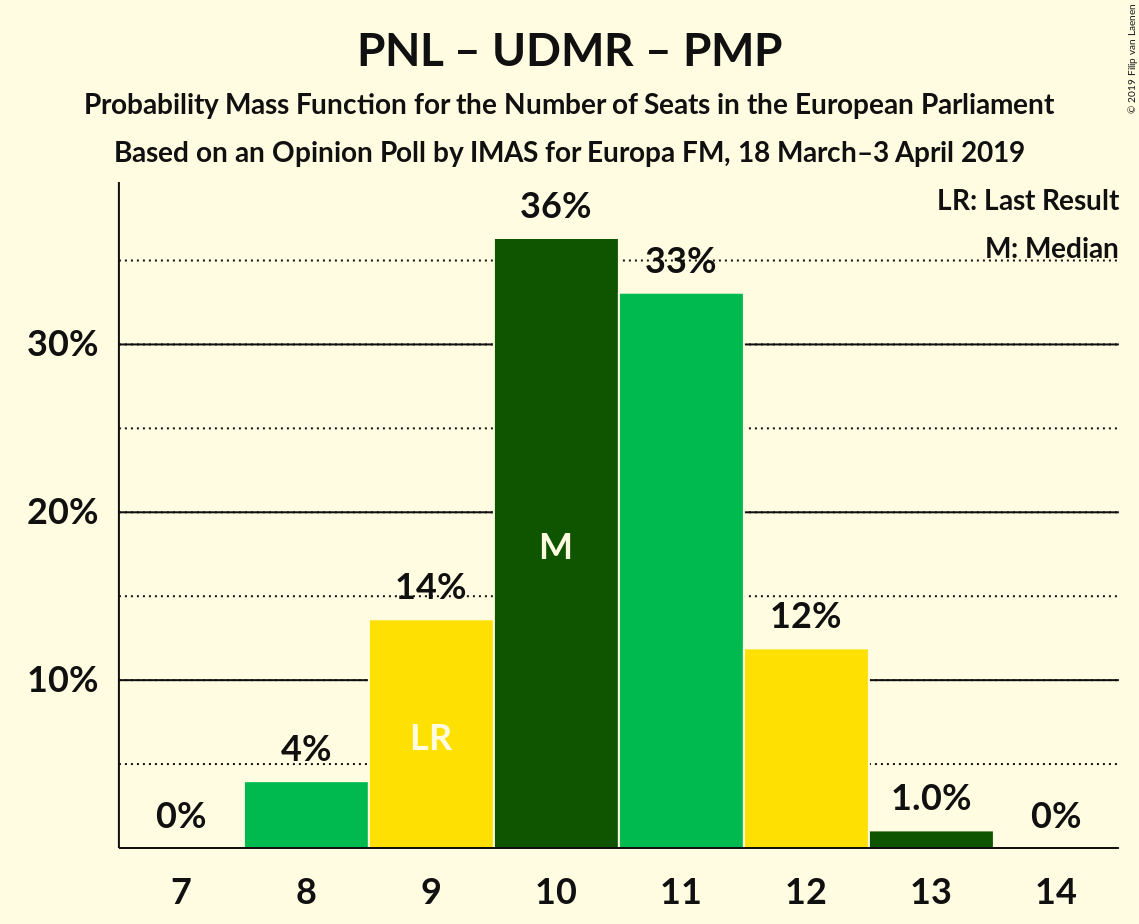 PNL – UDMR – PMP
Probability Mass Function for the Number of Seats in the European Parliament
Based on an Opinion Poll by IMAS for Europa FM, 18 March–3 April 2019
© 2019 Filip van Laenen
LR: Last Result
M: Median
36%
33%
30%
20%
M
14%
12%
10%
LR
4%
1.0%
0%
0%
7 8 9 10 11 12 13 14